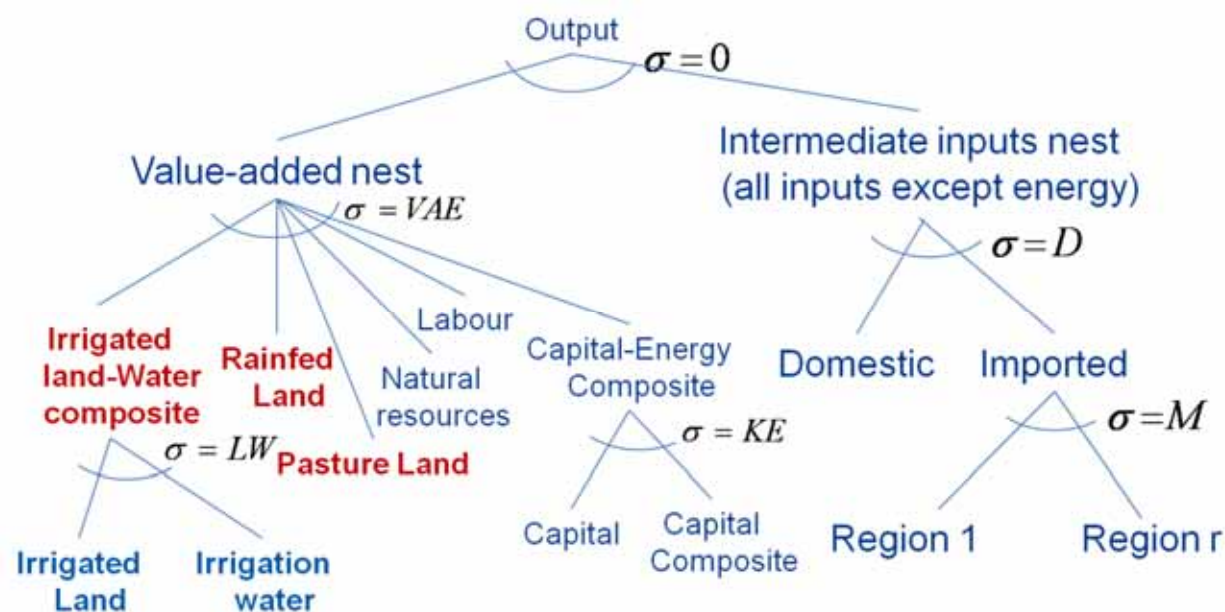 Output
σ = 0
Value-added nest
σ = VAE
Intermediate inputs nest
(all inputs except energy)
σ = D
Irrigated
land-Water
composite
σ = LW
Rainfed
Land
Pasture Land
Natural
resources
Labour
Capital-Energy
Composite
σ = KE
Domestic
Imported
σ = M
Irrigated
Land
Irrigation
water
Capital
Capital
Composite
Region 1
Region r